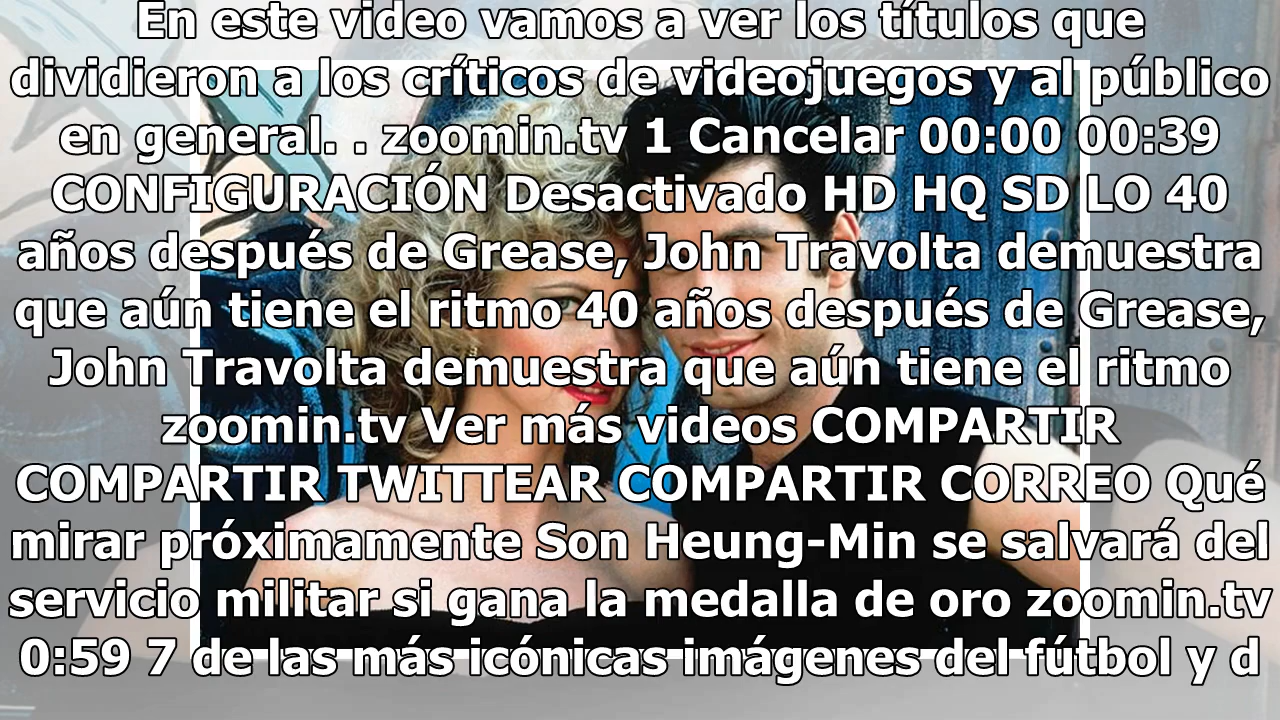 En este video vamos a ver los títulos que
dividieron a los críticos de videojuegos y al público
en general. . zoomin.tv 1 Cancelar 00:00 00:39
CONFIGURACIÓN Desactivado HD HQ SD LO 40
años después de Grease, John Travolta demuestra
que aún tiene el ritmo 40 años después de Grease,
John Travolta demuestra que aún tiene el ritmo
zoomin.tv Ver más videos COMPARTIR
COMPARTIR TWITTEAR COMPARTIR CORREO Qué
mirar próximamente Son Heung-Min se salvará del
servicio militar si gana la medalla de oro zoomin.tv
0:59 7 de las más icónicas imágenes del fútbol y d